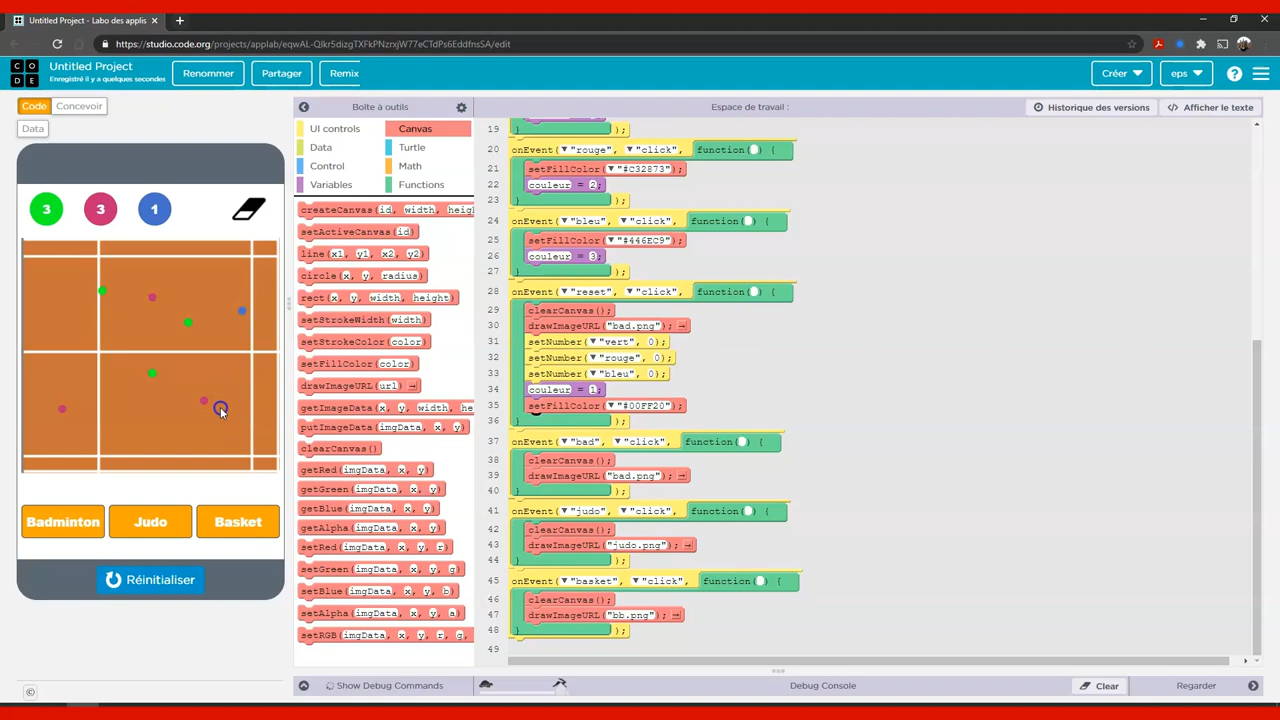 Untitled Project - Labo des applis
https://studio.code.org/projects/applab/eqwAL-QIkr5dizgTXFkPNzrxjW77eCTdPs6EddfnsSA/edit
CO
DE
Untitled Project
Enregistré il y a quelques secondes
Renommer
Partager
Remix
Créer
eps
Code
Concevoir
Data
Boîte à outils
Espace de travail :
Historique des versions
</> Afficher le texte
3
3
1
Badminton
Judo
Basket
Réinitialiser
UI controls
Canvas
Data
Turtle
Control
Math
Variables
Functions
createCanvas(id, width, heig
setActiveCanvas(id)
line(x1, y1, x2, y2)
circle(x, y, radius)
rect(x, y, width, height)
setStrokeWidth(width)
setStrokeColor(color)
setFillColor(color)
drawImageURL(url)
getImageData(x, y, width, he
putImageData(imgData, x, y)
clearCanvas()
getRed(imgData, x, y)
getGreen(imgData, x, y)
getBlue(imgData, x, y)
getAlpha(imgData, x, y)
setRed(imgData, x, y, r)
setGreen(imgData, x, y, g)
setBlue(imgData, x, y, b)
setAlpha(imgData, x, y, a)
setRGB(imgData, x, y, r, g,
19 } );
20 onEvent(▼"rouge", ▼"click", function( ) {
21 setFillColor(▼"#C32873");
22 couleur = 2;
23 } );
24 onEvent(▼"bleu", ▼"click", function( ) {
25 setFillColor(▼"#446EC9");
26 couleur = 3;
27 } );
28 onEvent(▼"reset", ▼"click", function( ) {
29 clearCanvas();
30 drawImageURL("bad.png");
31 setNumber(▼"vert", 0);
32 setNumber(▼"rouge", 0);
33 setNumber(▼"bleu", 0);
34 couleur = 1;
35 setFillColor(▼"#00FF20");
36 } );
37 onEvent(▼"bad", ▼"click", function( ) {
38 clearCanvas();
39 drawImageURL("bad.png");
40 } );
41 onEvent(▼"judo", ▼"click", function( ) {
42 clearCanvas();
43 drawImageURL("judo.png");
44 } );
45 onEvent(▼"basket", ▼"click", function( ) {
46 clearCanvas();
47 drawImageURL("bb.png");
48 } );
49
Show Debug Commands
Debug Console
Clear
Regarder